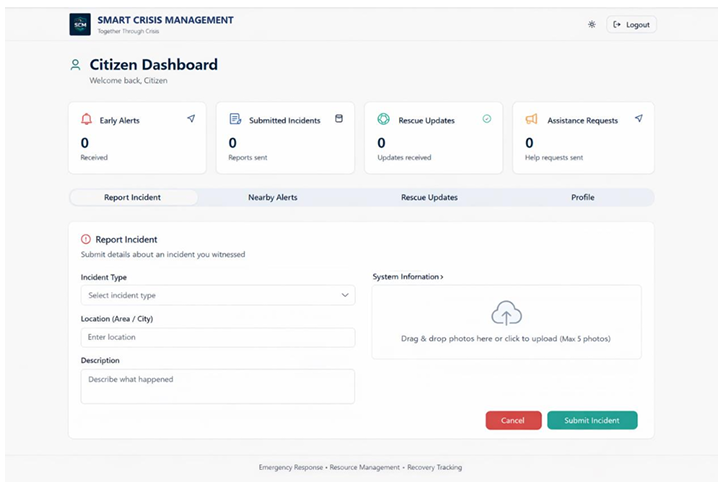 SCM
SMART CRISIS MANAGEMENT
Together Through Crisis
Logout
Citizen Dashboard
Welcome back, Citizen
Early Alerts
0
Received
Submitted Incidents
0
Reports sent
Rescue Updates
0
Updates received
Assistance Requests
0
Help requests sent
Report Incident
Nearby Alerts
Rescue Updates
Profile
Report Incident
Submit details about an incident you witnessed
Incident Type
Select incident type
Location (Area / City)
Enter location
Description
Describe what happened
System Infornation ›
Drag & drop photos here or click to upload (Max 5 photos)
Cancel
Submit Incident
Emergency Response • Resource Management • Recovery Tracking